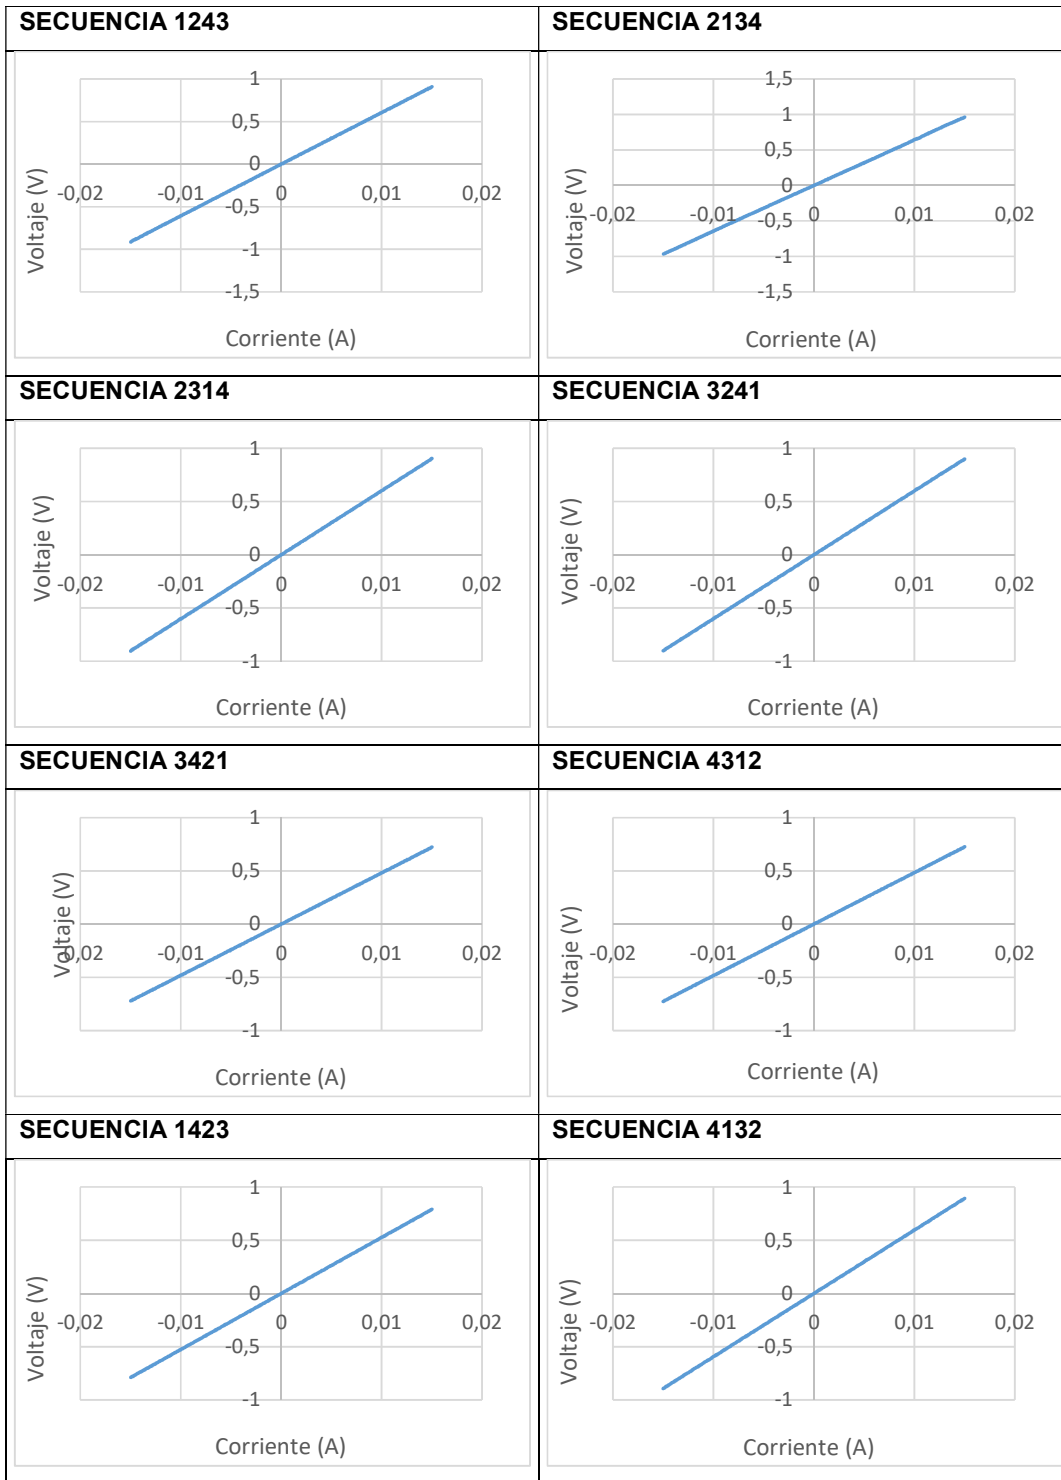 SECUENCIA 1243
SECUENCIA 2134
1
0,5
0
-0,02 -0,01 0 0,01 0,02
-0,5
-1
-1,5
Voltaje (V)
Corriente (A)
1,5
1
0,5
0
-0,02 -0,01 0 0,01 0,02
-0,5
-1
-1,5
Voltaje (V)
Corriente (A)
SECUENCIA 2314
SECUENCIA 3241
1
0,5
0
-0,02 -0,01 0 0,01 0,02
-0,5
-1
Voltaje (V)
Corriente (A)
1
0,5
0
-0,02 -0,01 0 0,01 0,02
-0,5
-1
Voltaje (V)
Corriente (A)
SECUENCIA 3421
SECUENCIA 4312
1
0,5
0
-0,02 -0,01 0 0,01 0,02
-0,5
-1
Voltaje (V)
Corriente (A)
1
0,5
0
-0,02 -0,01 0 0,01 0,02
-0,5
-1
Voltaje (V)
Corriente (A)
SECUENCIA 1423
SECUENCIA 4132
1
0,5
0
-0,02 -0,01 0 0,01 0,02
-0,5
-1
Voltaje (V)
Corriente (A)
1
0,5
0
-0,02 -0,01 0 0,01 0,02
-0,5
-1
Voltaje (V)
Corriente (A)